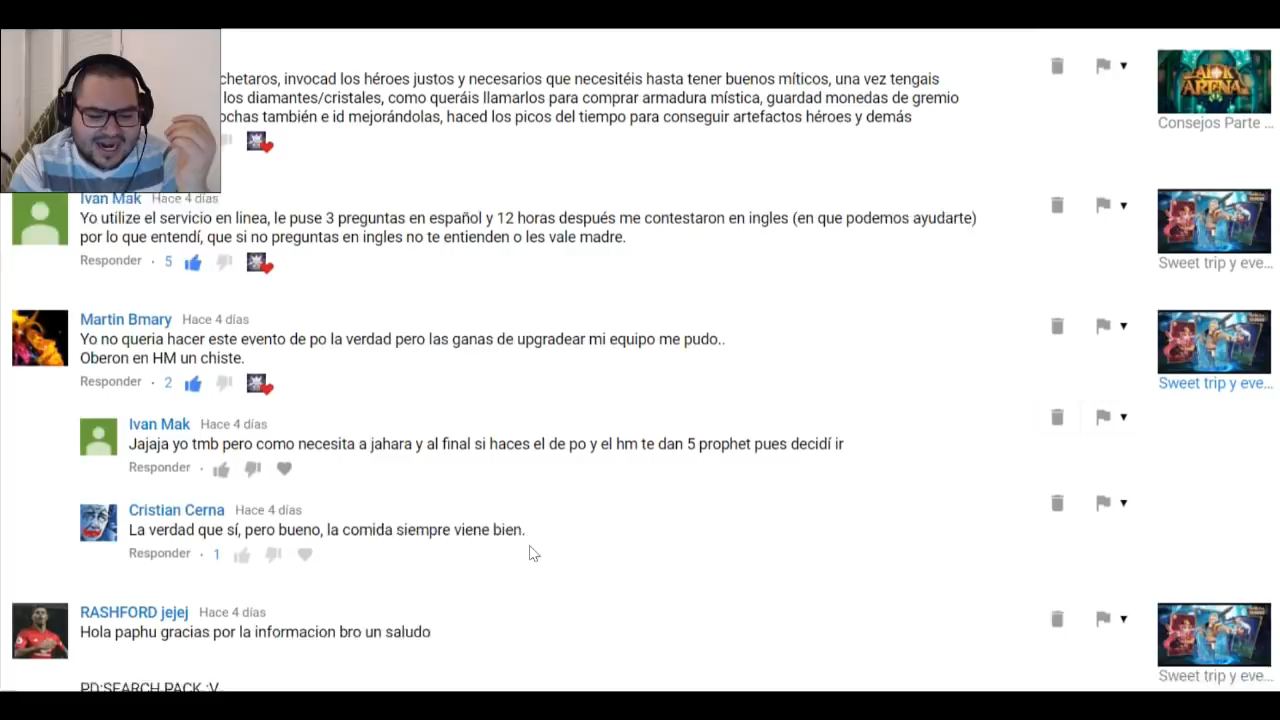 chetaros, invocad los héroes justos y necesarios que necesitéis hasta tener buenos míticos, una vez tengais
los diamantes/cristales, como queráis llamarlos para comprar armadura mística, guardad monedas de gremio
ochas también e id mejorándolas, haced los picos del tiempo para conseguir artefactos héroes y demás
ARENA
Consejos Parte ...
Ivan Mak Hace 4 días
Yo utilize el servicio en linea, le puse 3 preguntas en español y 12 horas después me contestaron en ingles (en que podemos ayudarte)
por lo que entendí, que si no preguntas en ingles no te entienden o les vale madre.
Responder · 5
Sweet trip y eve...
Martin Bmary Hace 4 días
Yo no queria hacer este evento de po la verdad pero las ganas de upgradear mi equipo me pudo..
Oberon en HM un chiste.
Responder · 2
Sweet trip y eve...
Ivan Mak Hace 4 días
Jajaja yo tmb pero como necesita a jahara y al final si haces el de po y el hm te dan 5 prophet pues decidí ir
Responder ·
Cristian Cerna Hace 4 días
La verdad que sí, pero bueno, la comida siempre viene bien.
Responder · 1
RASHFORD jejej Hace 4 días
Hola paphu gracias por la informacion bro un saludo
PD:SEARCH PACK :V
Sweet trip y eve...